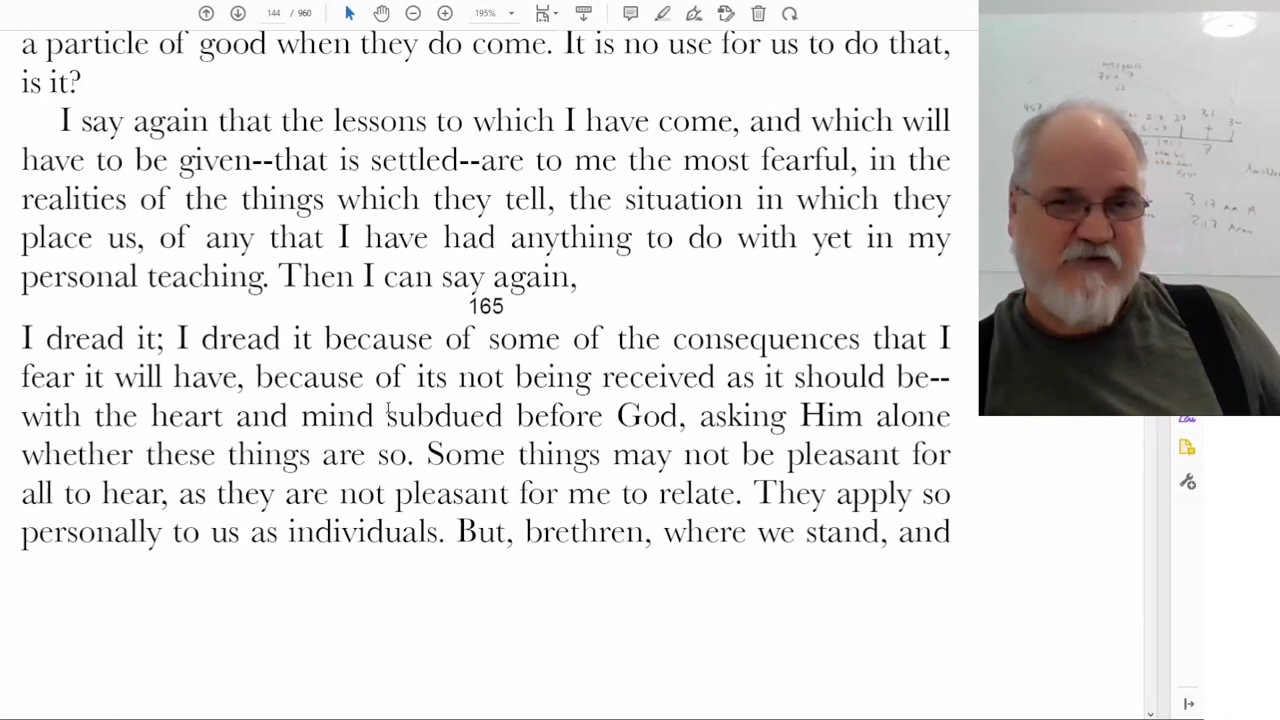 144 / 960
195%
a particle of good when they do come. It is no use for us to do that,
is it?
I say again that the lessons to which I have come, and which will
have to be given--that is settled--are to me the most fearful, in the
realities of the things which they tell, the situation in which they
place us, of any that I have had anything to do with yet in my
personal teaching. Then I can say again,
165
I dread it; I dread it because of some of the consequences that I
fear it will have, because of its not being received as it should be--
with the heart and mind subdued before God, asking Him alone
whether these things are so. Some things may not be pleasant for
all to hear, as they are not pleasant for me to relate. They apply so
personally to us as individuals. But, brethren, where we stand, and